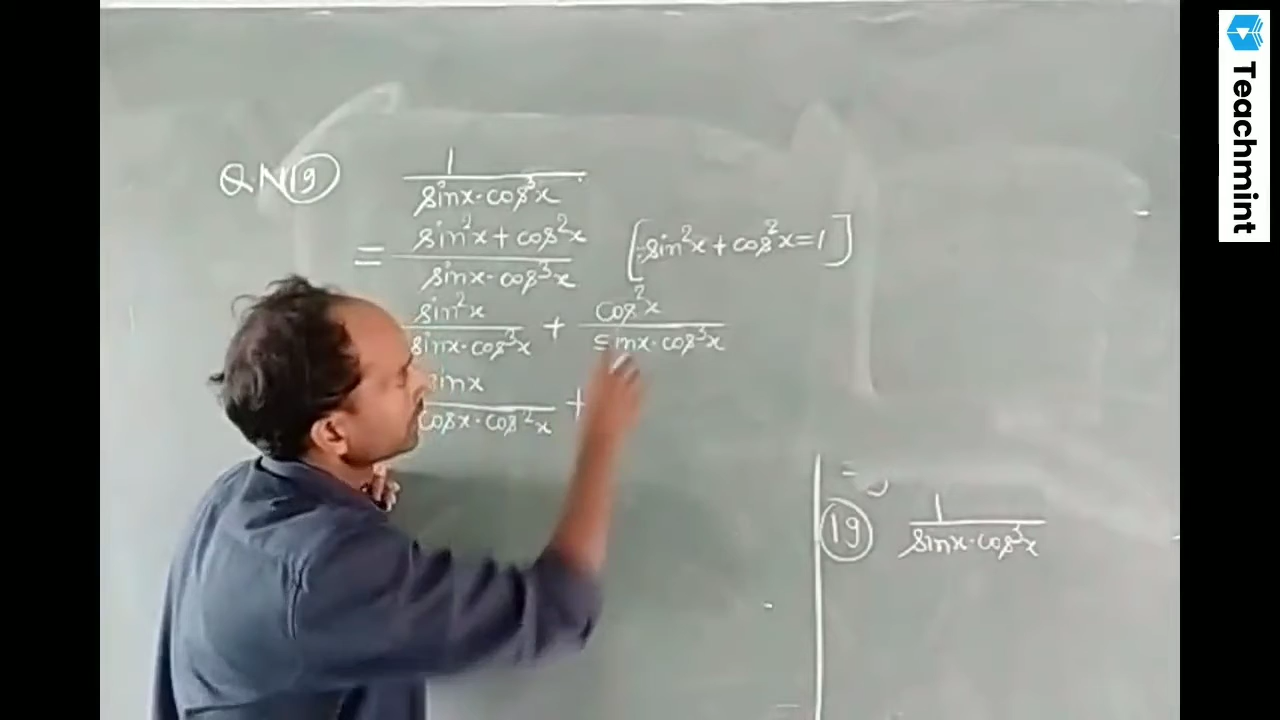 Q.N 19 1/(sinx·cos³x)
= (sin²x + cos²x)/(sinx·cos³x) [∵sin²x + cos²x = 1]
sin²x/(sinx·cos³x) + cos²x/(sinx·cos³x)
sinx/(cosx·cos²x) +
19 1/(sinx·cos³x)
Teachmint